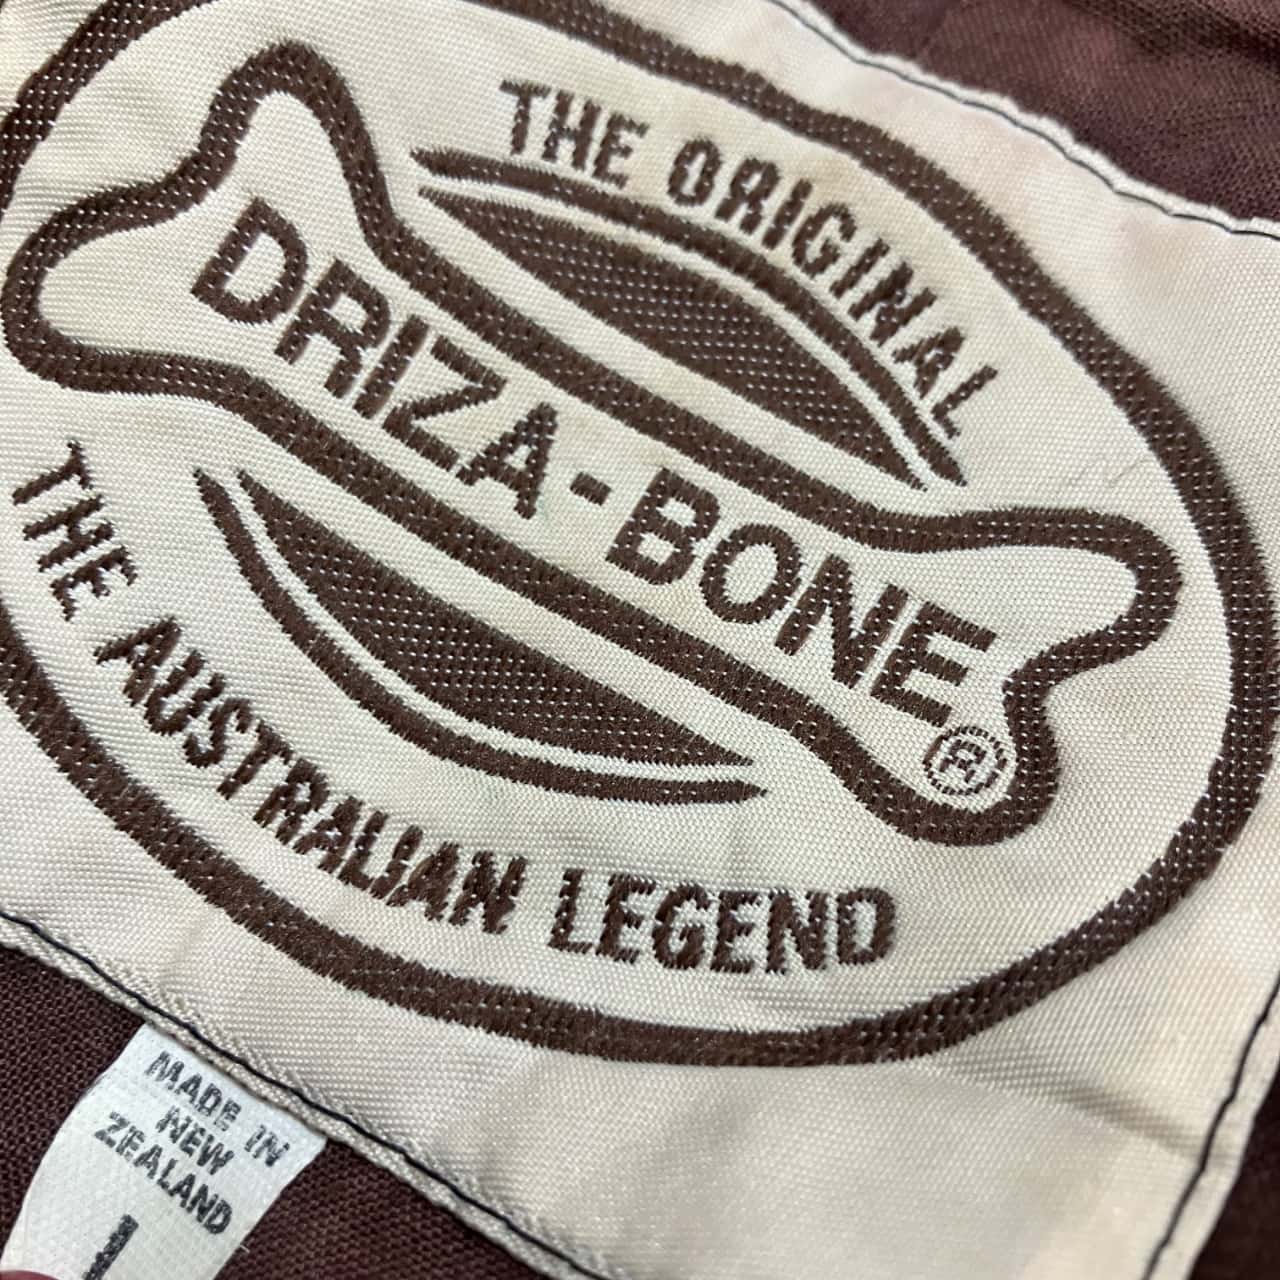 THE ORIGINAL
DRIZA-BONE®
THE AUSTRALIAN LEGEND
MADE IN
NEW
ZEALAND